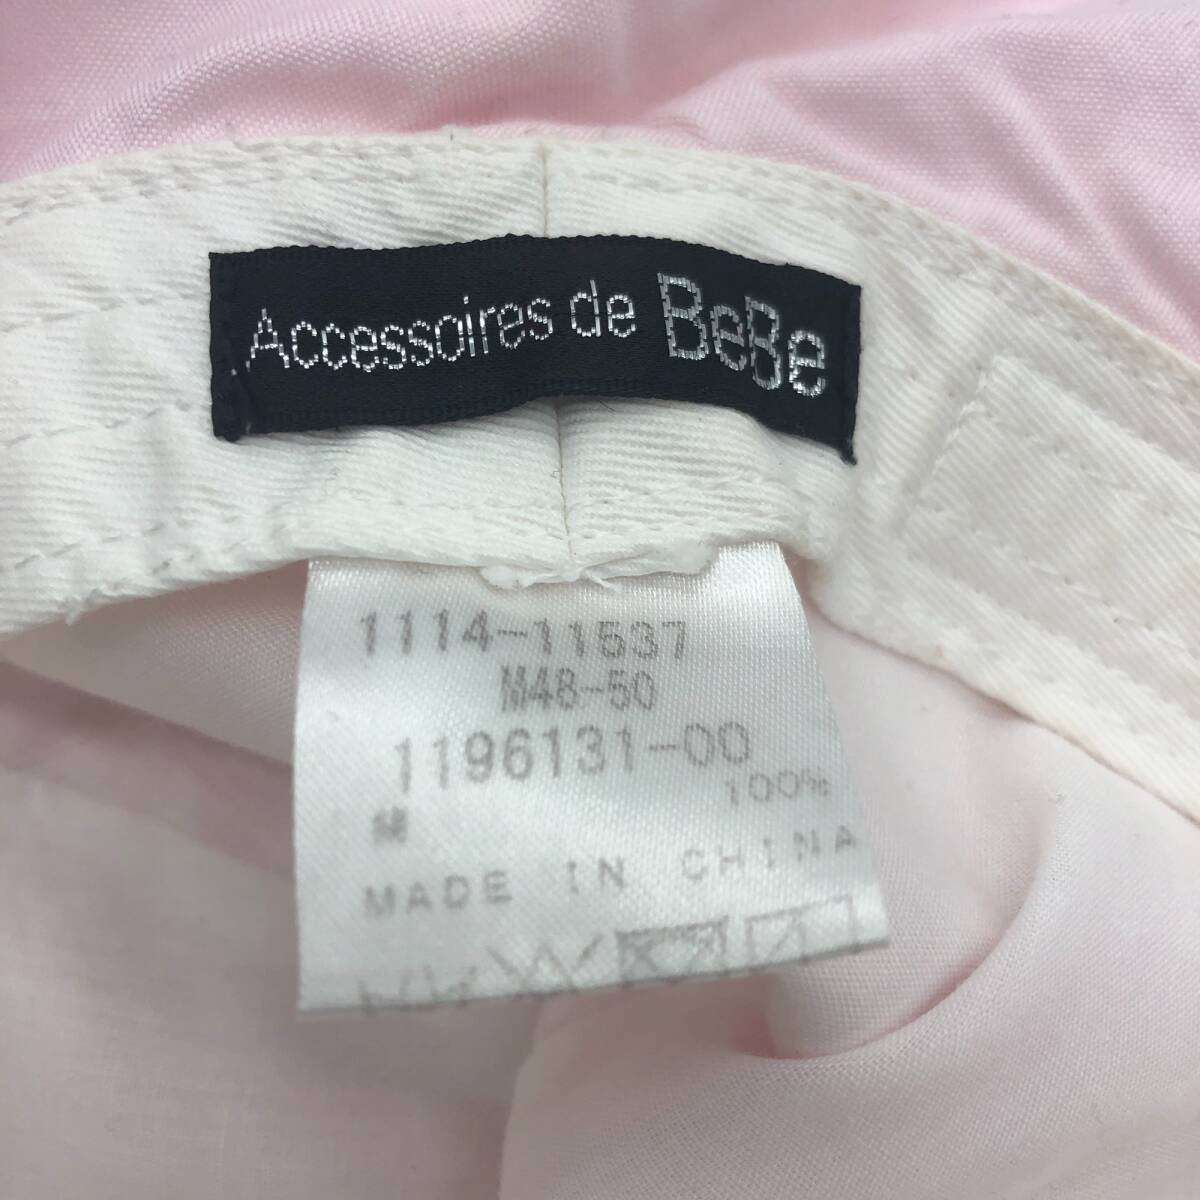 Accessoires de BeBe
1114-11537
M48-50
1196131-00
100%
MADE IN CHINA